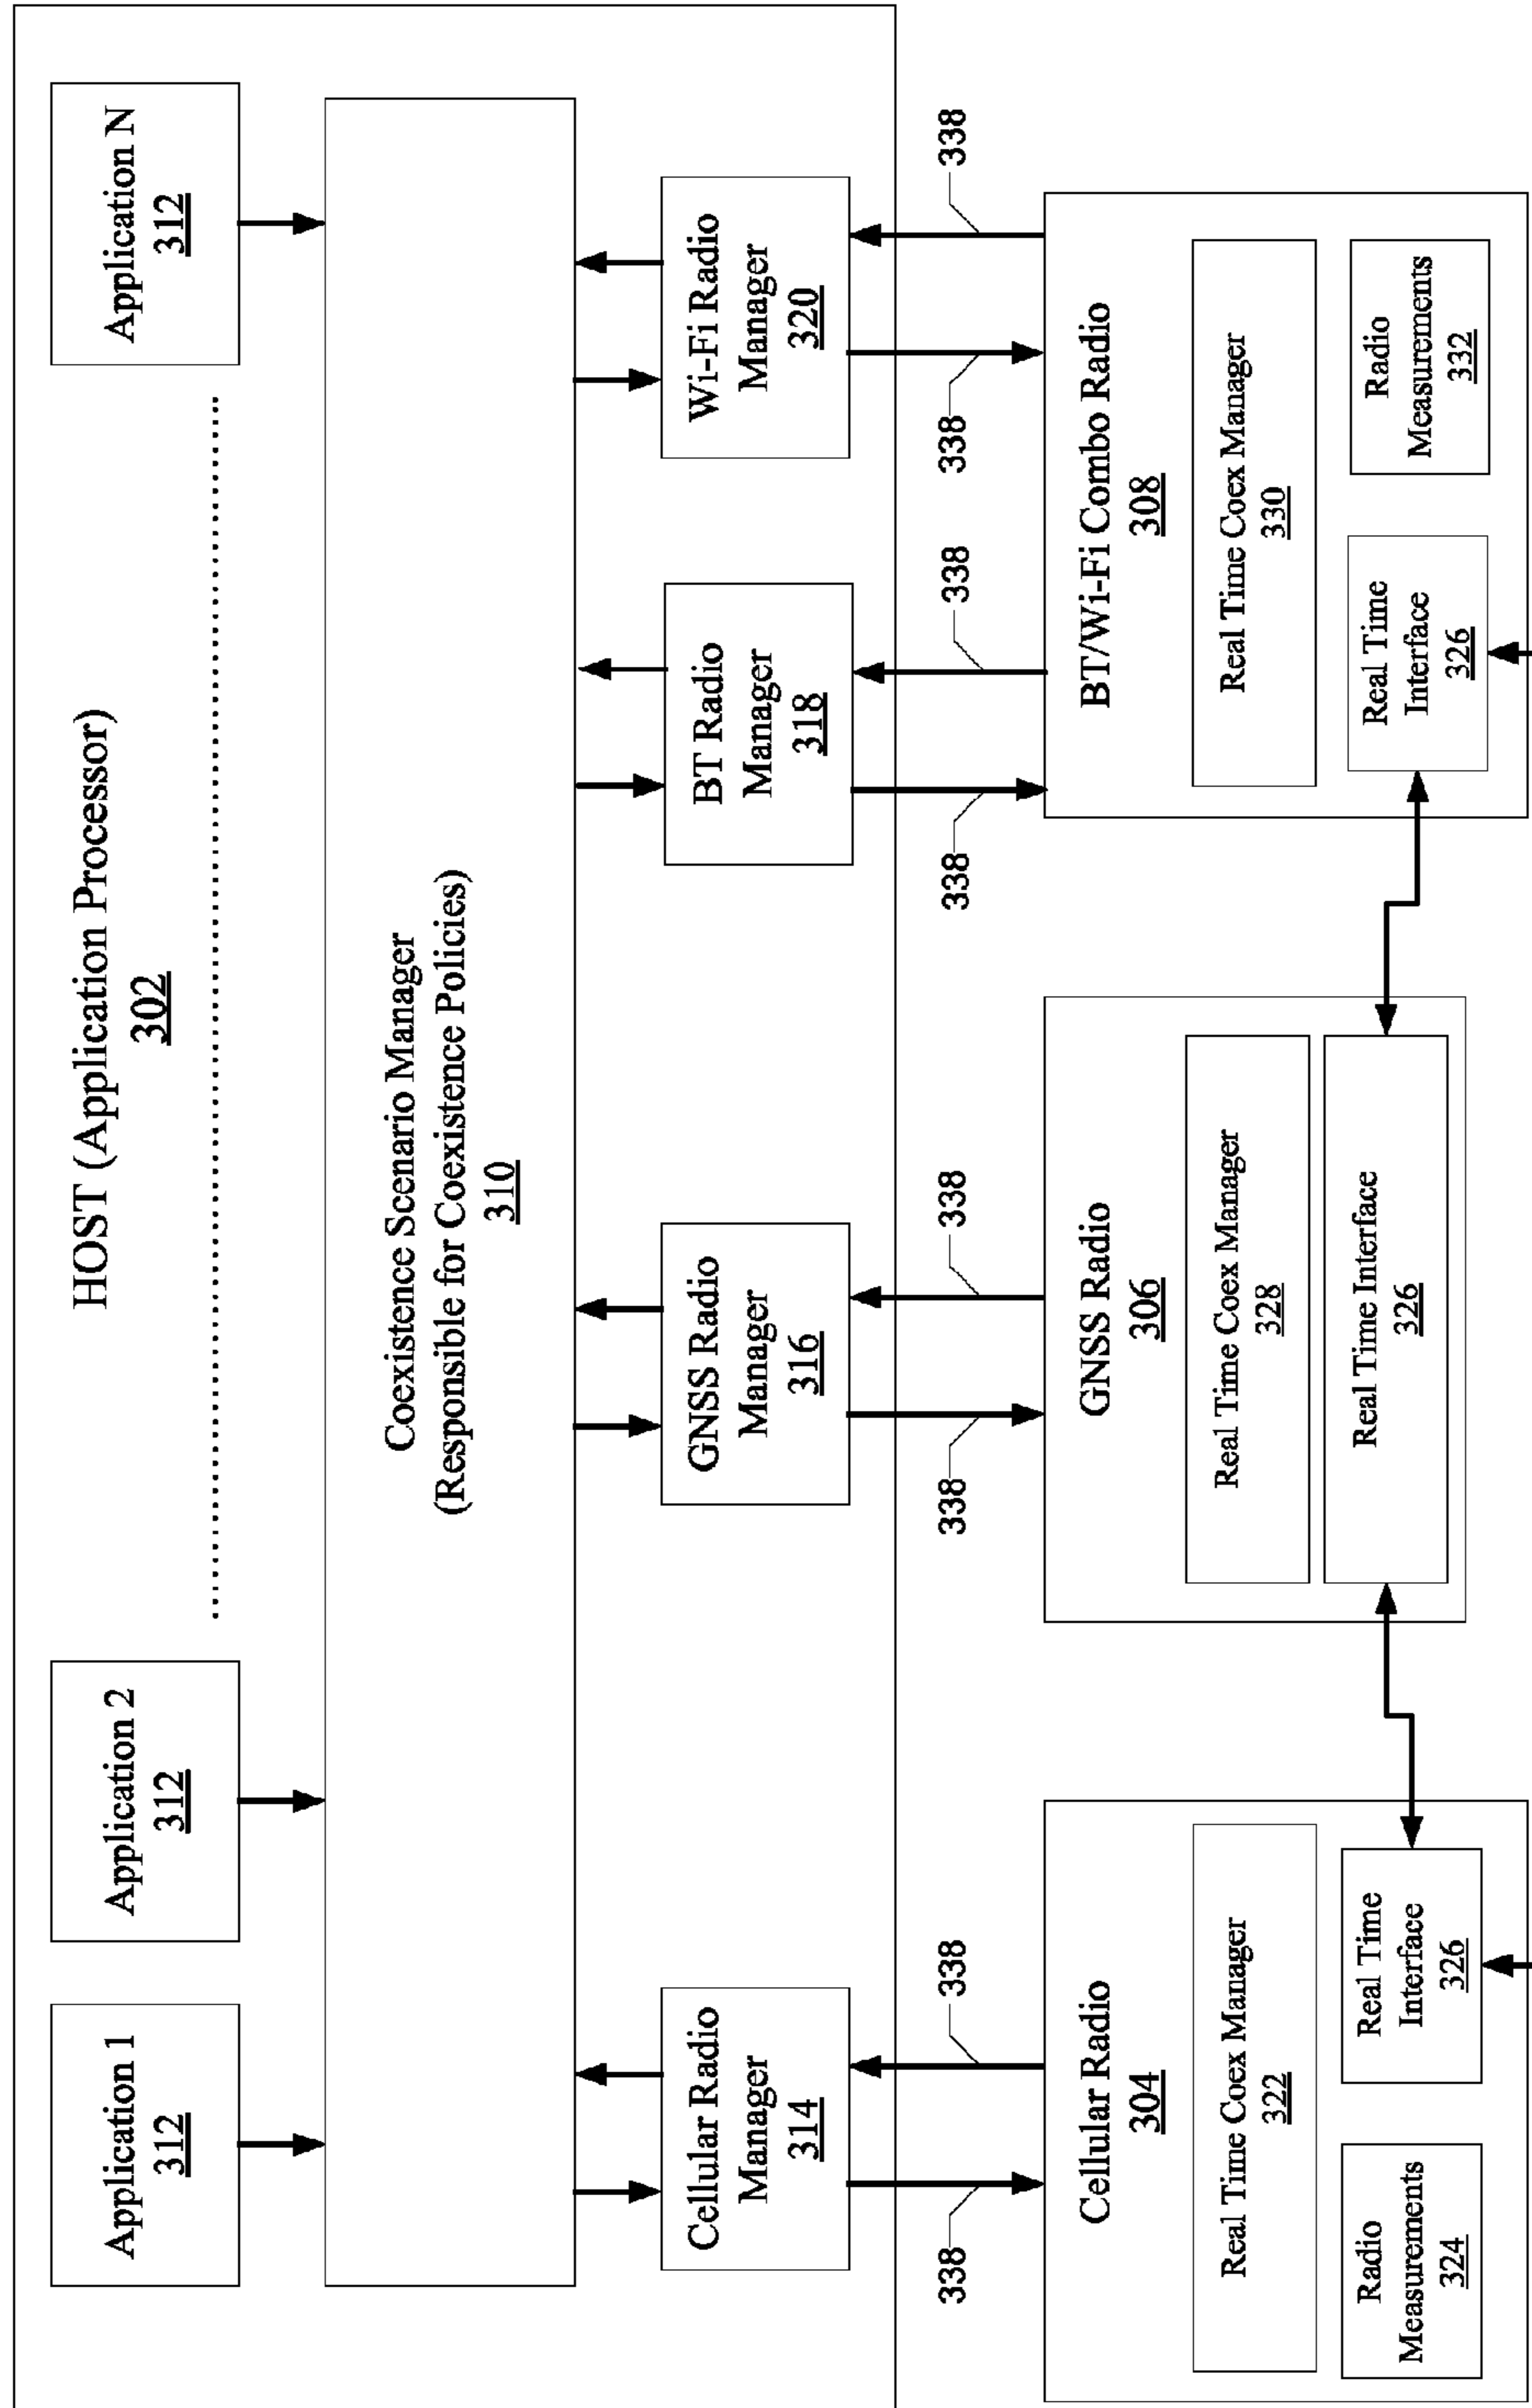 HOST (Application Processor)
302
Application 1
312
Application 2
312
Application N
312
Coexistence Scenario Manager
(Responsible for Coexistence Policies)
310
Cellular Radio
Manager
314
GNSS Radio
Manager
316
BT Radio
Manager
318
Wi-Fi Radio
Manager
320
338
338
338
338
338
338
338
338
Cellular Radio
304
Real Time Coex Manager
322
Radio
Measurements
324
Real Time
Interface
326
GNSS Radio
306
Real Time Coex Manager
328
Real Time Interface
326
BT/Wi-Fi Combo Radio
308
Real Time Coex Manager
330
Real Time
Interface
326
Radio
Measurements
332